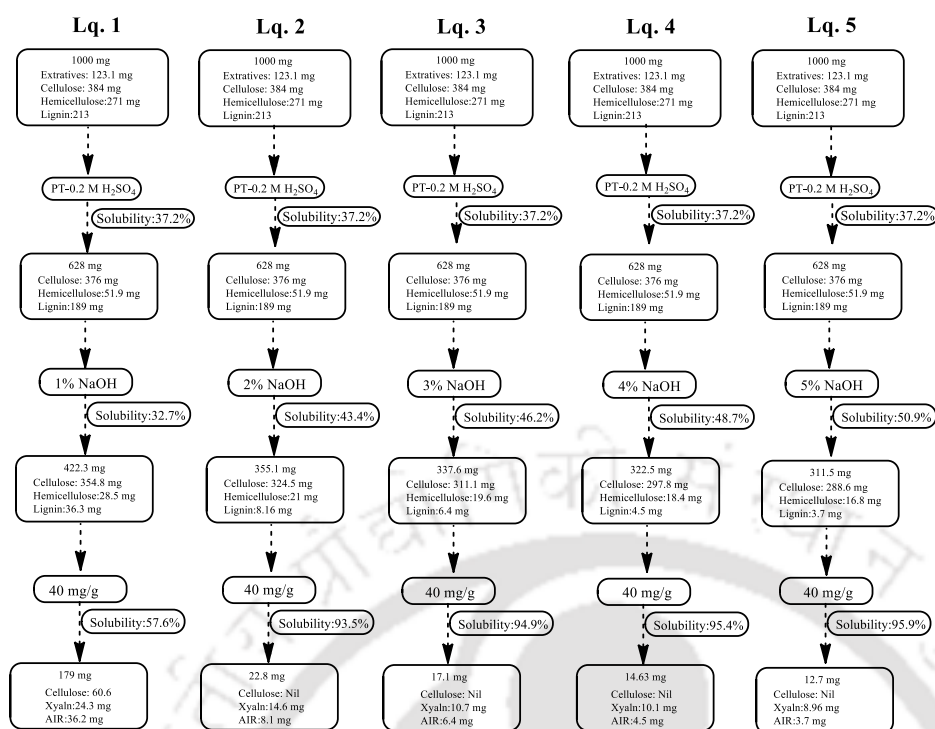 Lq. 1
1000 mg
Extratives: 123.1 mg
Cellulose: 384 mg
Hemicellulose:271 mg
Lignin:213
PT-0.2 M H₂SO₄
Solubility:37.2%
628 mg
Cellulose: 376 mg
Hemicellulose:51.9 mg
Lignin:189 mg
1% NaOH
Solubility:32.7%
422.3 mg
Cellulose: 354.8 mg
Hemicellulose:28.5 mg
Lignin:36.3 mg
40 mg/g
Solubility:57.6%
179 mg
Cellulose: 60.6
Xyaln:24.3 mg
AIR:36.2 mg
Lq. 2
1000 mg
Extratives: 123.1 mg
Cellulose: 384 mg
Hemicellulose:271 mg
Lignin:213
PT-0.2 M H₂SO₄
Solubility:37.2%
628 mg
Cellulose: 376 mg
Hemicellulose:51.9 mg
Lignin:189 mg
2% NaOH
Solubility:43.4%
355.1 mg
Cellulose: 324.5 mg
Hemicellulose:21 mg
Lignin:8.16 mg
40 mg/g
Solubility:93.5%
22.8 mg
Cellulose: Nil
Xyaln:14.6 mg
AIR:8.1 mg
Lq. 3
1000 mg
Extratives: 123.1 mg
Cellulose: 384 mg
Hemicellulose:271 mg
Lignin:213
PT-0.2 M H₂SO₄
Solubility:37.2%
628 mg
Cellulose: 376 mg
Hemicellulose:51.9 mg
Lignin:189 mg
3% NaOH
Solubility:46.2%
337.6 mg
Cellulose: 311.1 mg
Hemicellulose:19.6 mg
Lignin:6.4 mg
40 mg/g
Solubility:94.9%
17.1 mg
Cellulose: Nil
Xyaln:10.7 mg
AIR:6.4 mg
Lq. 4
1000 mg
Extratives: 123.1 mg
Cellulose: 384 mg
Hemicellulose:271 mg
Lignin:213
PT-0.2 M H₂SO₄
Solubility:37.2%
628 mg
Cellulose: 376 mg
Hemicellulose:51.9 mg
Lignin:189 mg
4% NaOH
Solubility:48.7%
322.5 mg
Cellulose: 297.8 mg
Hemicellulose:18.4 mg
Lignin:4.5 mg
40 mg/g
Solubility:95.4%
14.63 mg
Cellulose: Nil
Xyaln:10.1 mg
AIR:4.5 mg
Lq. 5
1000 mg
Extratives: 123.1 mg
Cellulose: 384 mg
Hemicellulose:271 mg
Lignin:213
PT-0.2 M H₂SO₄
Solubility:37.2%
628 mg
Cellulose: 376 mg
Hemicellulose:51.9 mg
Lignin:189 mg
5% NaOH
Solubility:50.9%
311.5 mg
Cellulose: 288.6 mg
Hemicellulose:16.8 mg
Lignin:3.7 mg
40 mg/g
Solubility:95.9%
12.7 mg
Cellulose: Nil
Xyaln:8.96 mg
AIR:3.7 mg